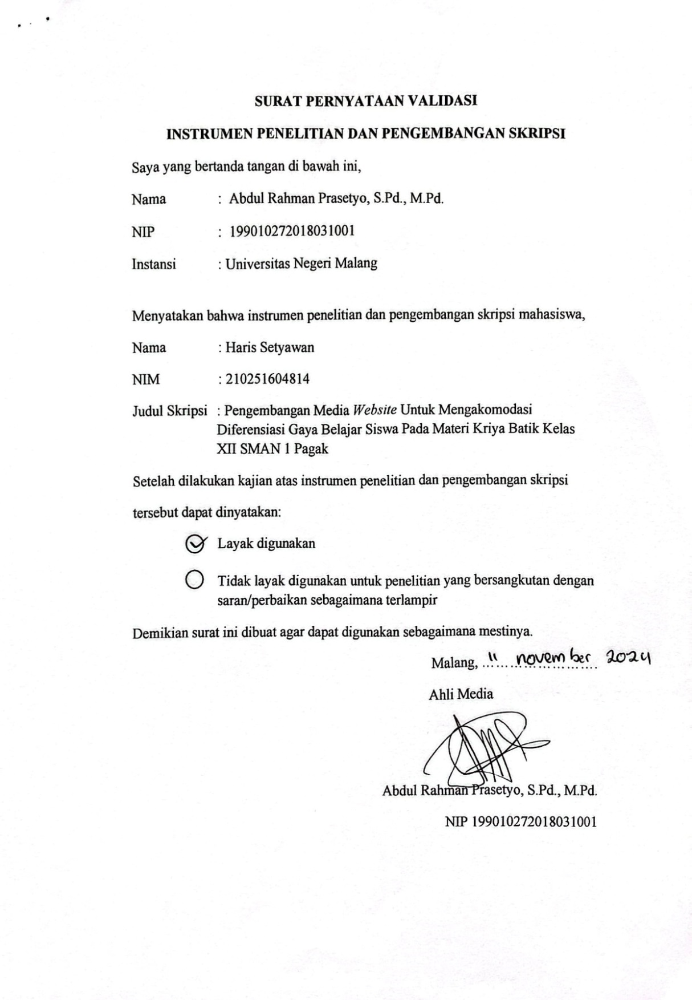 SURAT PERNYATAAN VALIDASI
INSTRUMEN PENELITIAN DAN PENGEMBANGAN SKRIPSI
Saya yang bertanda tangan di bawah ini,
Nama : Abdul Rahman Prasetyo, S.Pd., M.Pd.
NIP : 199010272018031001
Instansi : Universitas Negeri Malang
Menyatakan bahwa instrumen penelitian dan pengembangan skripsi mahasiswa,
Nama : Haris Setyawan
NIM : 210251604814
Judul Skripsi : Pengembangan Media Website Untuk Mengakomodasi
Diferensiasi Gaya Belajar Siswa Pada Materi Kriya Batik Kelas
XII SMAN 1 Pagak
Setelah dilakukan kajian atas instrumen penelitian dan pengembangan skripsi
tersebut dapat dinyatakan:
Layak digunakan
Tidak layak digunakan untuk penelitian yang bersangkutan dengan
saran/perbaikan sebagaimana terlampir
Demikian surat ini dibuat agar dapat digunakan sebagaimana mestinya.
Malang, 11 november 2024
Ahli Media
Abdul Rahman Prasetyo, S.Pd., M.Pd.
NIP 199010272018031001